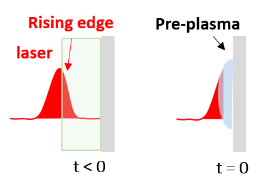 Rising edge
laser
Pre-plasma
t < 0
t = 0